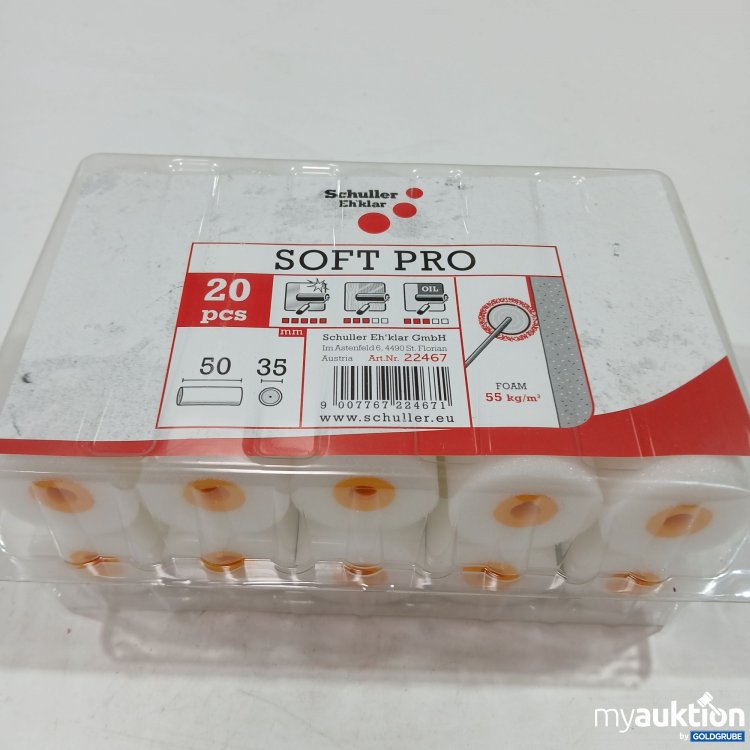 Schuller
Eh'klar
SOFT PRO
20
pcs
OIL
mm
50
35
Schuller Eh'klar GmbH
Im Astenfeld 6, 4490 St. Florian
Austria Art.Nr. 22467
9 007767 224671
www.schuller.eu
FOAM
55 kg/m³
myauktion
by GOLDGRUBE